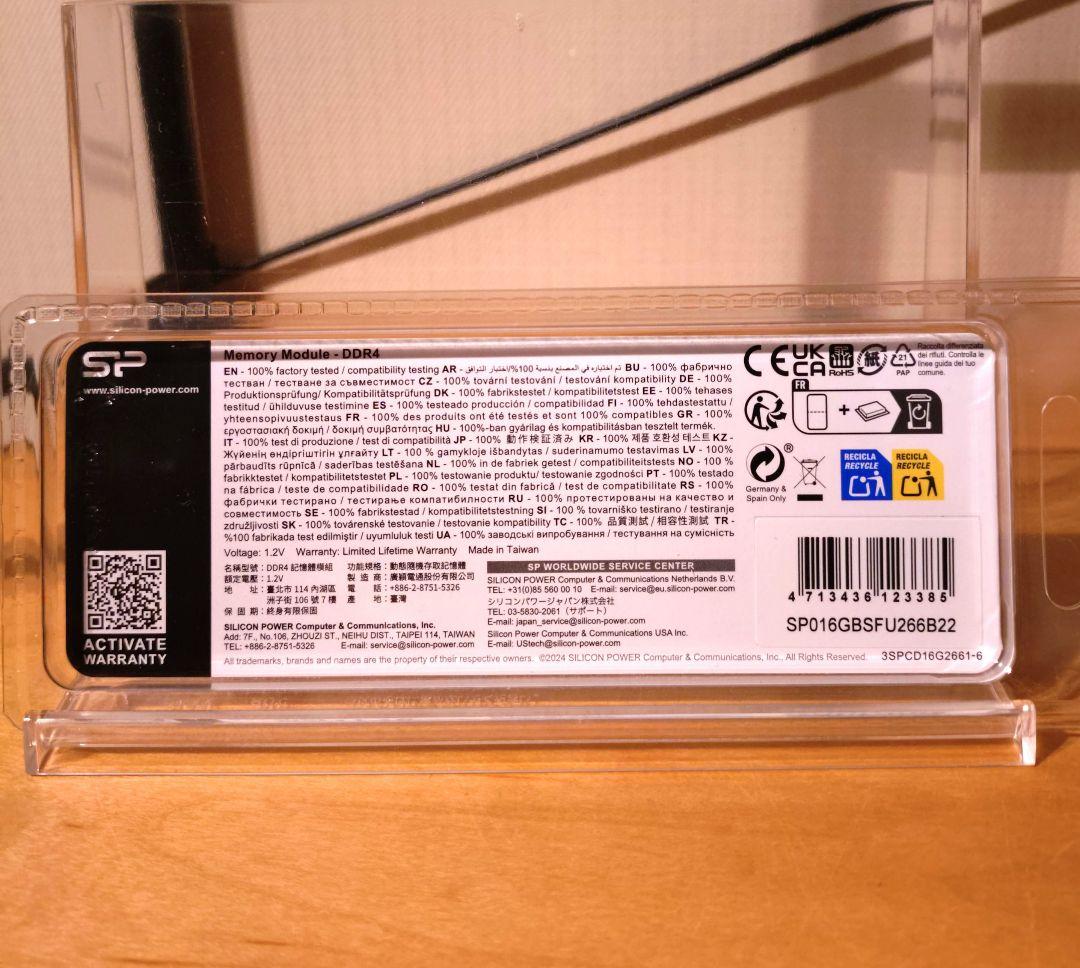 SP
www.silicon-power.com
ACTIVATE
WARRANTY
Memory Module - DDR4
EN - 100% factory tested / compatibility testing AR - تم اختباره في المصنع بنسبة 100%/اختبار التوافق BU - 100% фабрично
тестван / тестване за съвместимост CZ - 100% tovární testování / testování kompatibility DE - 100%
Produktionsprüfung/ Kompatibilitätsprüfung DK - 100% fabrikstestet / kompatibilitetstest EE - 100% tehases
testitud / ühilduvuse testimine ES - 100% testeado producción / compatibilidad FI - 100% tehdastestattu /
yhteensopivuustestaus FR - 100% des produits ont été testés et sont 100% compatibles GR - 100%
εργοστασιακή δοκιμή / δοκιμή συμβατότητας HU - 100%-ban gyárilag és kompatibilitásban tesztelt termék.
IT - 100% test di produzione / test di compatibilità JP - 100% 動作検証済み KR - 100% 제품 호환성 테스트 KZ -
Жүйенің өндірігіштігін ұлғайту LT - 100 % gamykloje išbandytas / suderinamumo testavimas LV - 100 %
pārbaudīts rūpnīcā / saderības testēšana NL - 100% in de fabriek getest / compatibiliteitstests NO - 100 %
fabrikktestet / kompatibilitetstestet PL - 100% testowanie produktu/ testowanie zgodności PT - 100% testado
na fábrica / teste de compatibilidade RO - 100% testat din fabrică / test de compatibilitate RS - 100%
фабрички тестирано / тестирање компатибилности RU - 100% протестированы на качество и
совместимость SE - 100% fabrikstestad / kompatibilitetstestning SI - 100 % tovarniško testirano / testiranje
združljivosti SK - 100% továrenské testovanie / testovanie kompatibility TC - 100% 品質測試 / 相容性測試 TR -
%100 fabrikada test edilmiştir / uyumluluk testi UA - 100% заводські випробування / тестування на сумісність
Voltage: 1.2V Warranty: Limited Lifetime Warranty Made in Taiwan
名稱型號：DDR4 記憶體模組 功能規格：動態隨機存取記憶體
額定電壓：1.2V 製造商：廣穎電通股份有限公司
地址：臺北市 114 內湖區 電話：+886-2-8751-5326
洲子街 106 號 7 樓 產地：臺灣
保固期：終身有限保固
SILICON POWER Computer & Communications, Inc.
Add: 7F., No.106, ZHOUZI ST., NEIHU DIST., TAIPEI 114, TAIWAN
TEL: +886-2-8751-5326 E-mail: service@silicon-power.com
SP WORLDWIDE SERVICE CENTER
SILICON POWER Computer & Communications Netherlands B.V.
TEL: +31(0)85 560 00 10 E-mail: service@eu.silicon-power.com
シリコンパワージャパン株式会社
TEL: 03-5830-2061（サポート）
E-mail: japan_service@silicon-power.com
Silicon Power Computer & Communications USA Inc.
E-mail: UStech@silicon-power.com
All trademarks, brands and names are the property of their respective owners. ©2024 SILICON POWER Computer & Communications, Inc., All Rights Reserved. 3SPCD16G2661-6
CE
UK
CA
RoHS
紙
21
PAP
Raccolta differenziata
dei rifiuti. Controlla le
linee guida del tuo
comune.
FR
+
®
Germany &
Spain Only
RECICLA
RECYCLE
RECICLA
RECYCLE
4 713436 123385
SP016GBSFU266B22